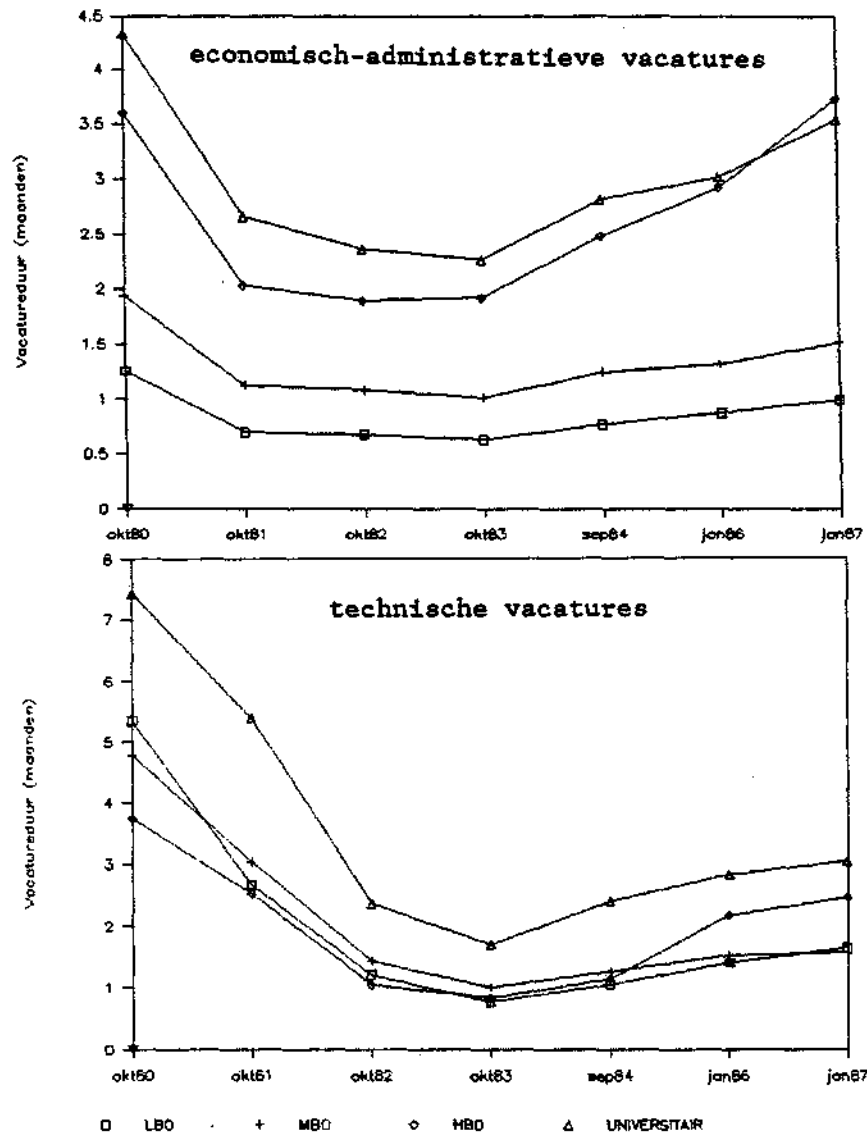 economisch-administratieve vacatures
Vacatureduur (maanden)
4.5
4
3.5
3
2.5
2
1.5
1
0.5
0
okt80 okt81 okt82 okt83 sep84 jan86 jan87
technische vacatures
Vacatureduur (maanden)
8
7
6
5
4
3
2
1
0
okt80 okt81 okt82 okt83 sep84 jan86 jan87
LBO MBO HBO UNIVERSITAIR